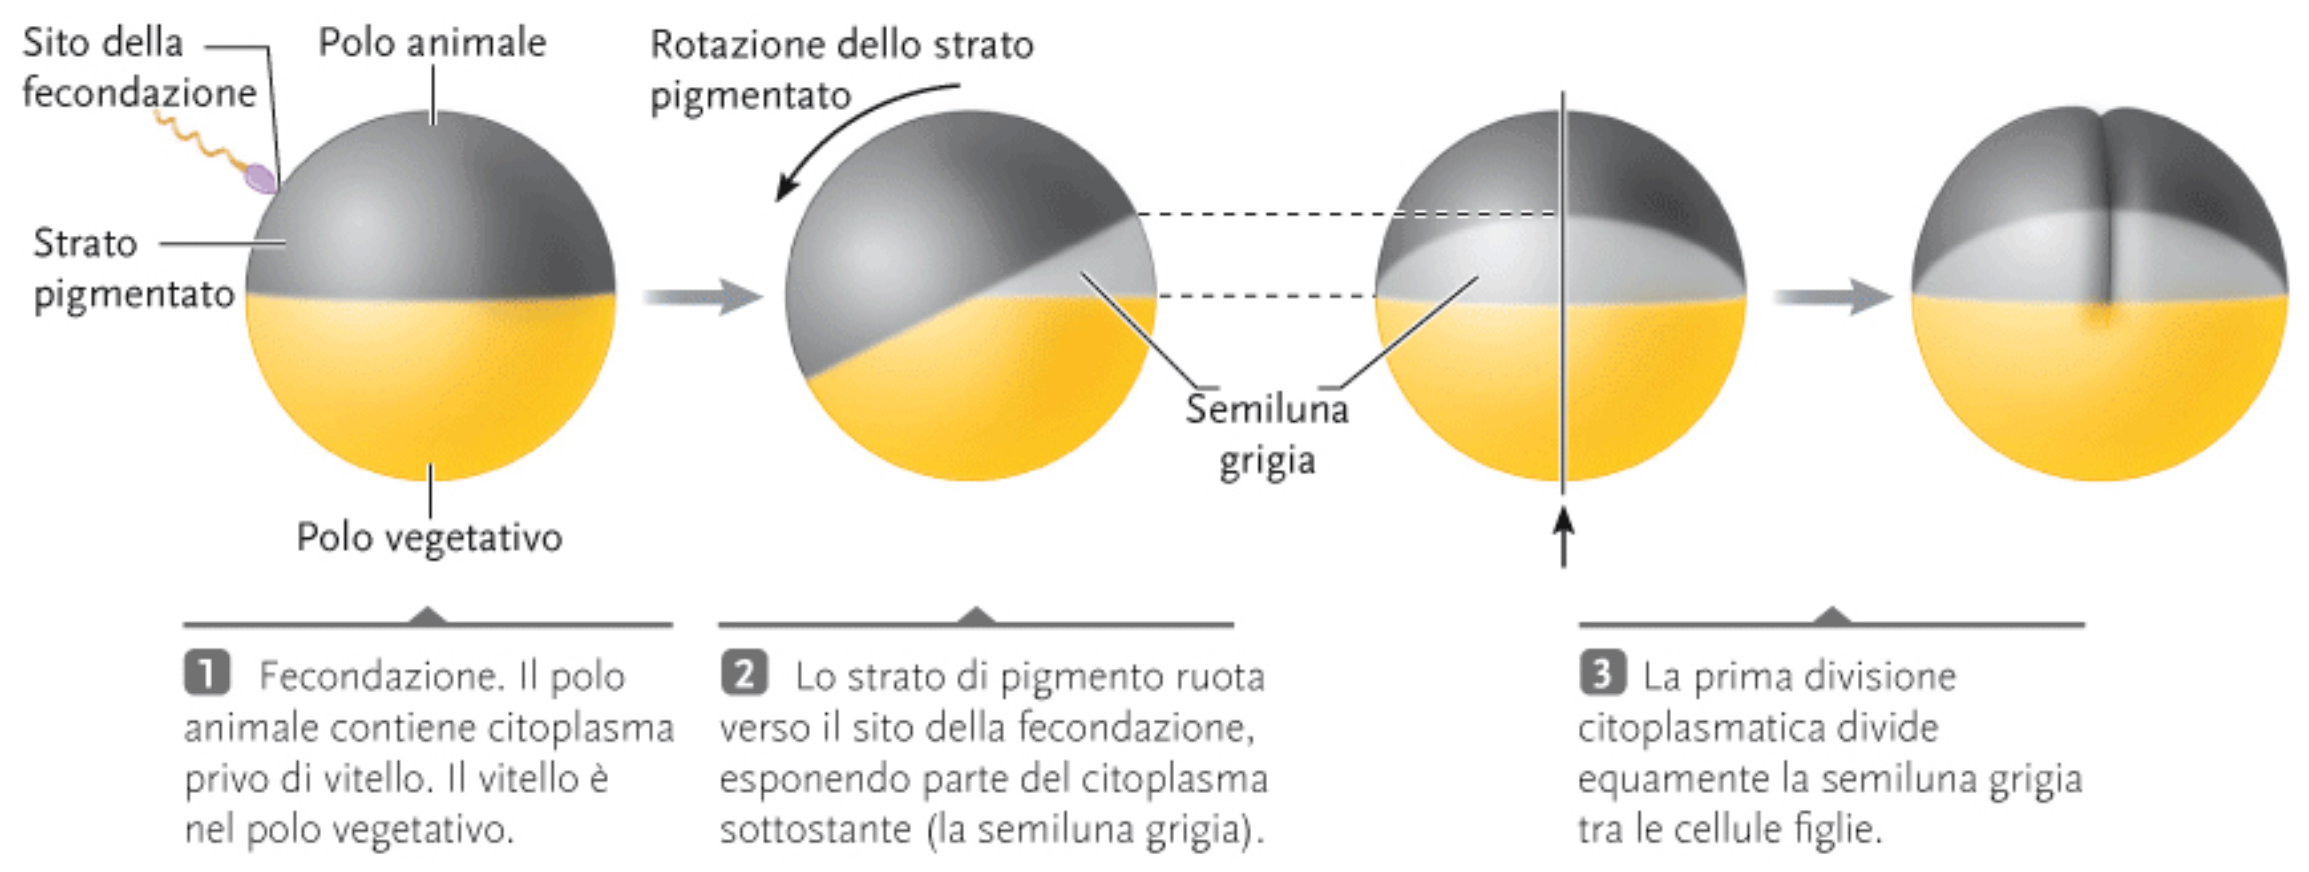 Sito della
fecondazione
Polo animale
Rotazione dello strato
pigmentato
Strato
pigmentato
Semiluna
grigia
Polo vegetativo
1 Fecondazione. Il polo
animale contiene citoplasma
privo di vitello. Il vitello è
nel polo vegetativo.
2 Lo strato di pigmento ruota
verso il sito della fecondazione,
esponendo parte del citoplasma
sottostante (la semiluna grigia).
3 La prima divisione
citoplasmatica divide
equamente la semiluna grigia
tra le cellule figlie.